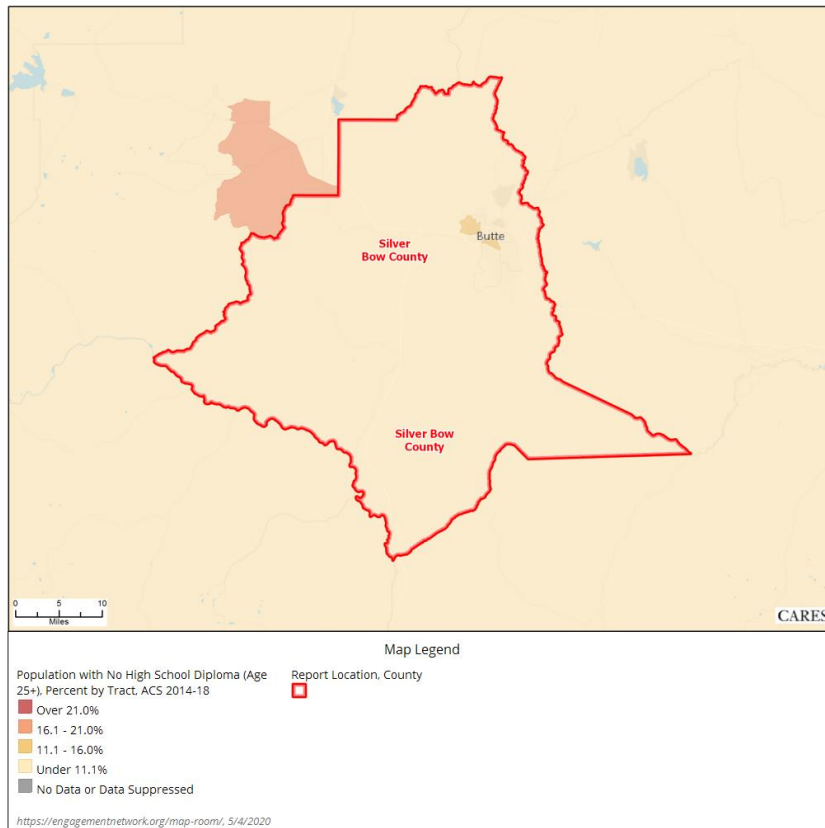 Silver
Bow County
Butte
Silver Bow
County
0 5 10
Miles
CARES
Map Legend
Population with No High School Diploma (Age
25+), Percent by Tract, ACS 2014-18
Over 21.0%
16.1 - 21.0%
11.1 - 16.0%
Under 11.1%
No Data or Data Suppressed
Report Location, County
https://engagementnetwork.org/map-room/, 5/4/2020